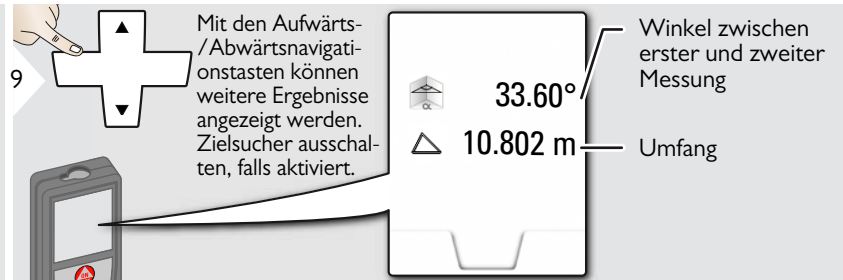 9
Mit den Aufwärts-
/Abwärtsnavigati-
onstasten können
weitere Ergebnisse
angezeigt werden.
Zielsucher ausschal-
ten, falls aktiviert.
α
33.60°
10.802 m
Winkel zwischen
erster und zweiter
Messung
Umfang
ON